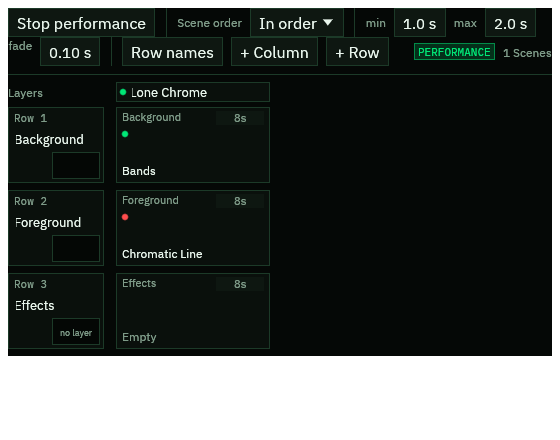 Stop performance Scene order In order min 1.0 s max 2.0 s
fade 0.10 s Row names + Column + Row PERFORMANCE 1 Scenes
Layers Lone Chrome
Row 1 Background 8s
Background
Bands
Row 2 Foreground 8s
Foreground
Chromatic Line
Row 3 Effects 8s
Effects
no layer Empty